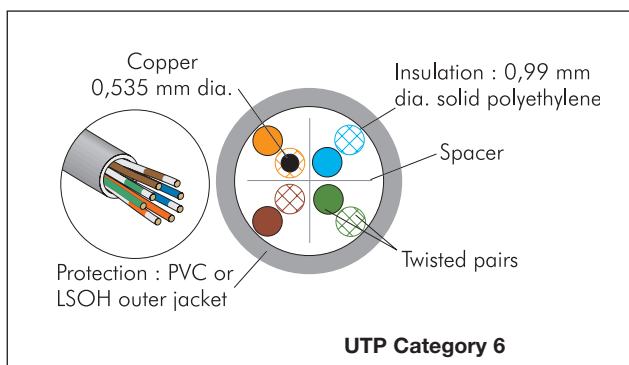 Copper
0,535 mm dia.
Insulation : 0,99 mm
dia. solid polyethylene
Spacer
Twisted pairs
Protection : PVC or
LSOH outer jacket
UTP Category 6